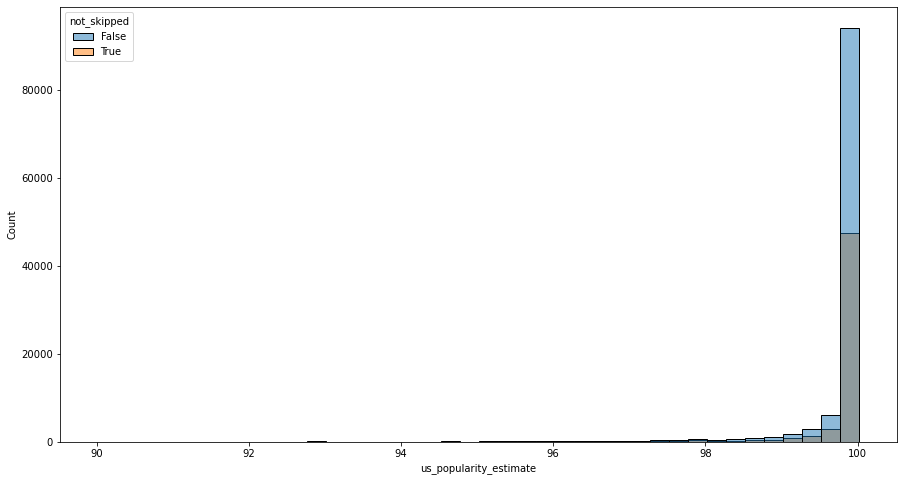 not_skipped
False
True
80000
60000
40000
20000
0
Count
90 92 94 96 98 100
us_popularity_estimate